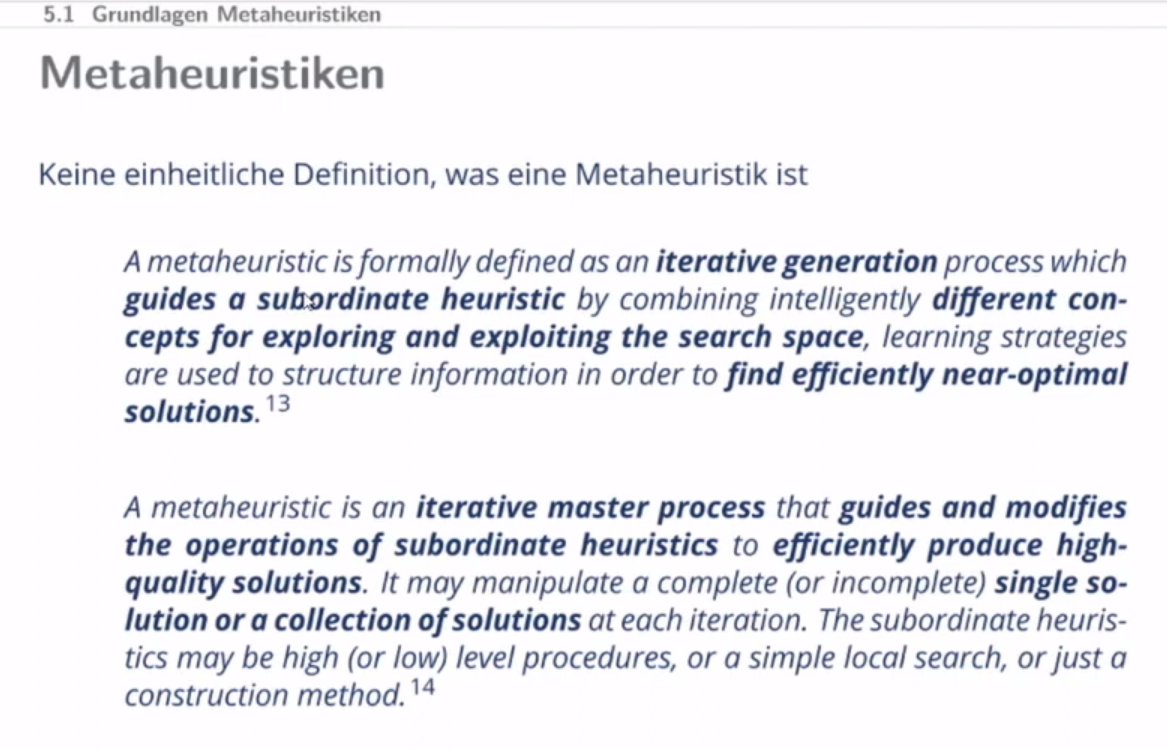 5.1 Grundlagen Metaheuristiken
Metaheuristiken
Keine einheitliche Definition, was eine Metaheuristik ist
A metaheuristic is formally defined as an iterative generation process which
guides a subordinate heuristic by combining intelligently different con-
cepts for exploring and exploiting the search space, learning strategies
are used to structure information in order to find efficiently near-optimal
solutions.13
A metaheuristic is an iterative master process that guides and modifies
the operations of subordinate heuristics to efficiently produce high-
quality solutions. It may manipulate a complete (or incomplete) single so-
lution or a collection of solutions at each iteration. The subordinate heuris-
tics may be high (or low) level procedures, or a simple local search, or just a
construction method.14